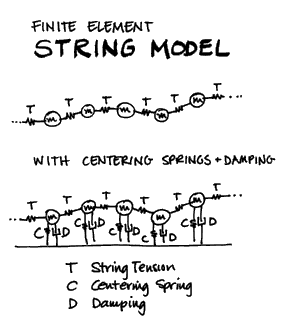 FINITE ELEMENT
STRING MODEL
T T T T T T
m m m m m
WITH CENTERING SPRINGS + DAMPING
T T T T T T
m m m m m
C D C D C D C D C D
T String Tension
C Centering Spring
D Damping